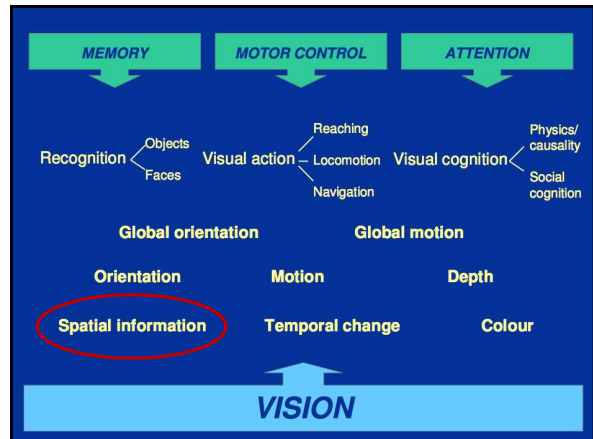 MEMORY
MOTOR CONTROL
ATTENTION
Recognition
Objects
Faces
Visual action
Reaching
Locomotion
Navigation
Visual cognition
Physics/
causality
Social
cognition
Global orientation
Global motion
Orientation
Motion
Depth
Spatial information
Temporal change
Colour
VISION